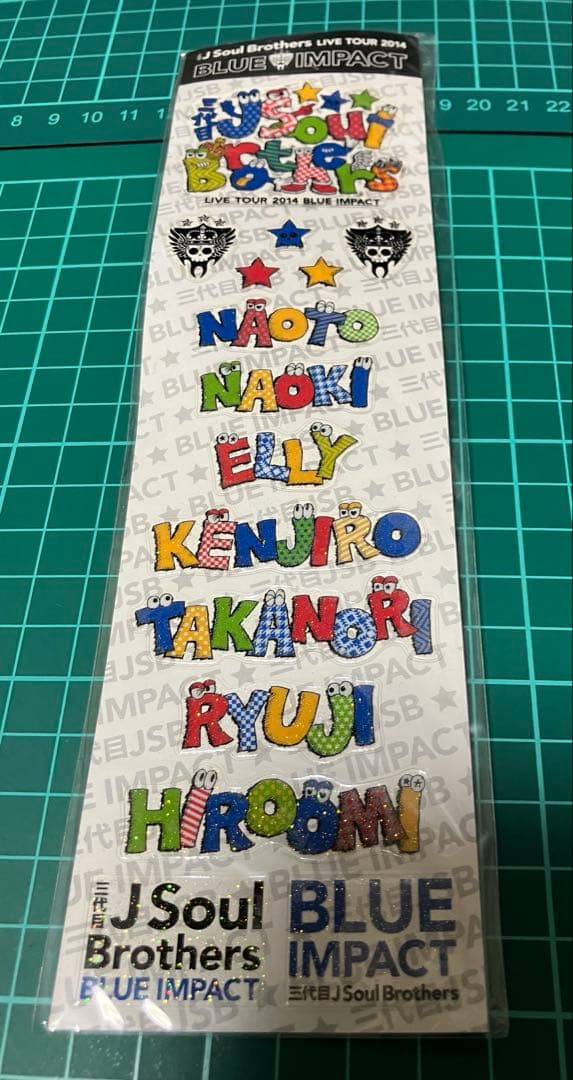 三代目 J Soul Brothers LIVE TOUR 2014
BLUE IMPACT
8 9 10 11 19 20 21 22
三代目 J Soul
Brothers
LIVE TOUR 2014 BLUE IMPACT
NAOTO
NAOKI
ELLY
KENJIRO
TAKANORI
RYUJI
HIROOMI
三代目 J Soul
Brothers
BLUE IMPACT
BLUE
IMPACT
三代目 J Soul Brothers